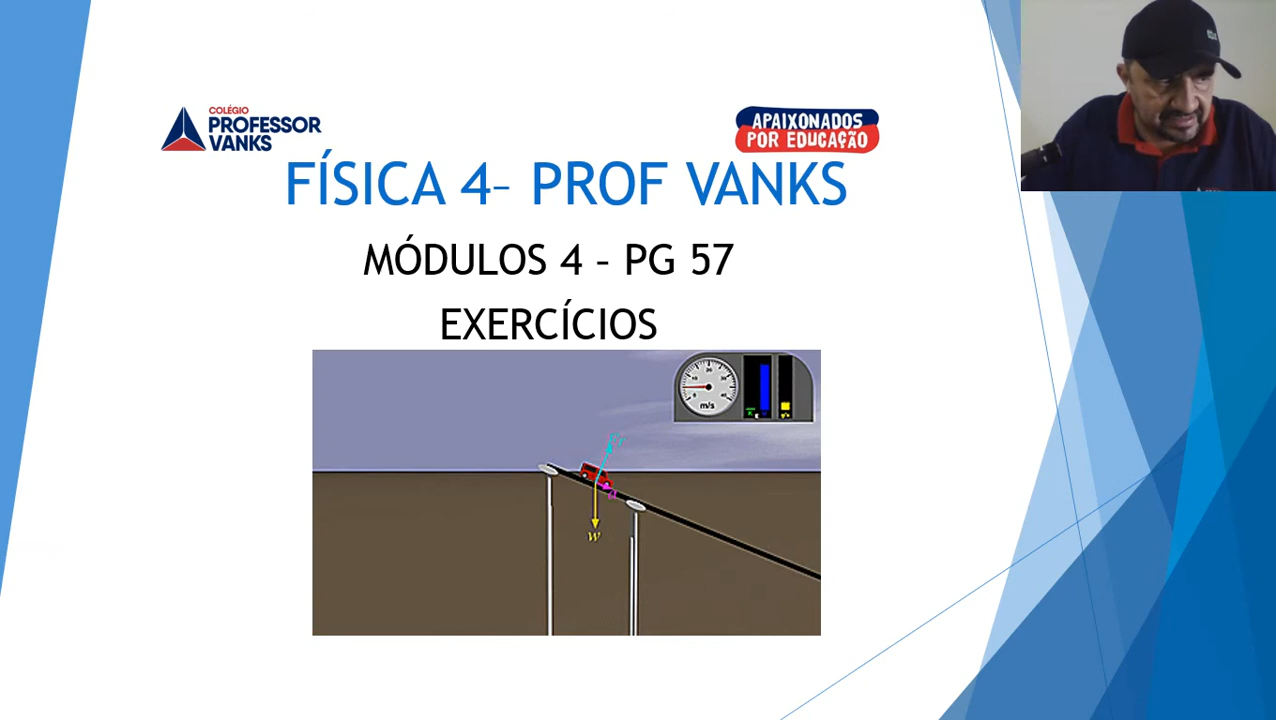 COLÉGIO
PROFESSOR
VANKS
APAIXONADOS
POR EDUCAÇÃO
FÍSICA 4– PROF VANKS
MÓDULOS 4 – PG 57
EXERCÍCIOS
m/s
w